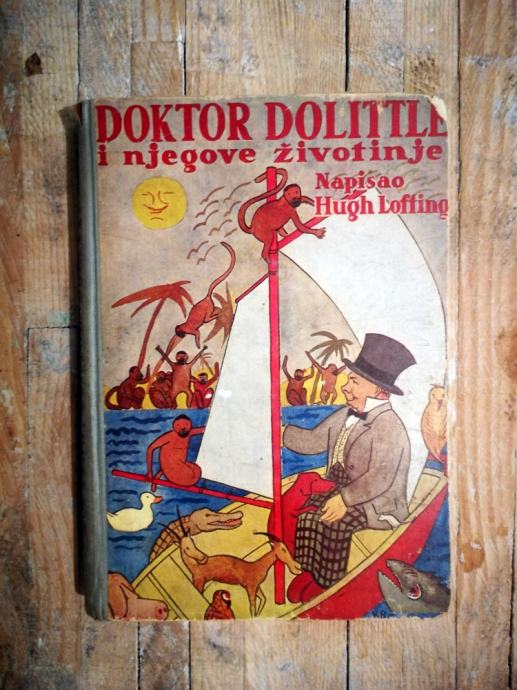 DOKTOR DOLITTLE
i njegove životinje
Napisao
Hugh Lofting